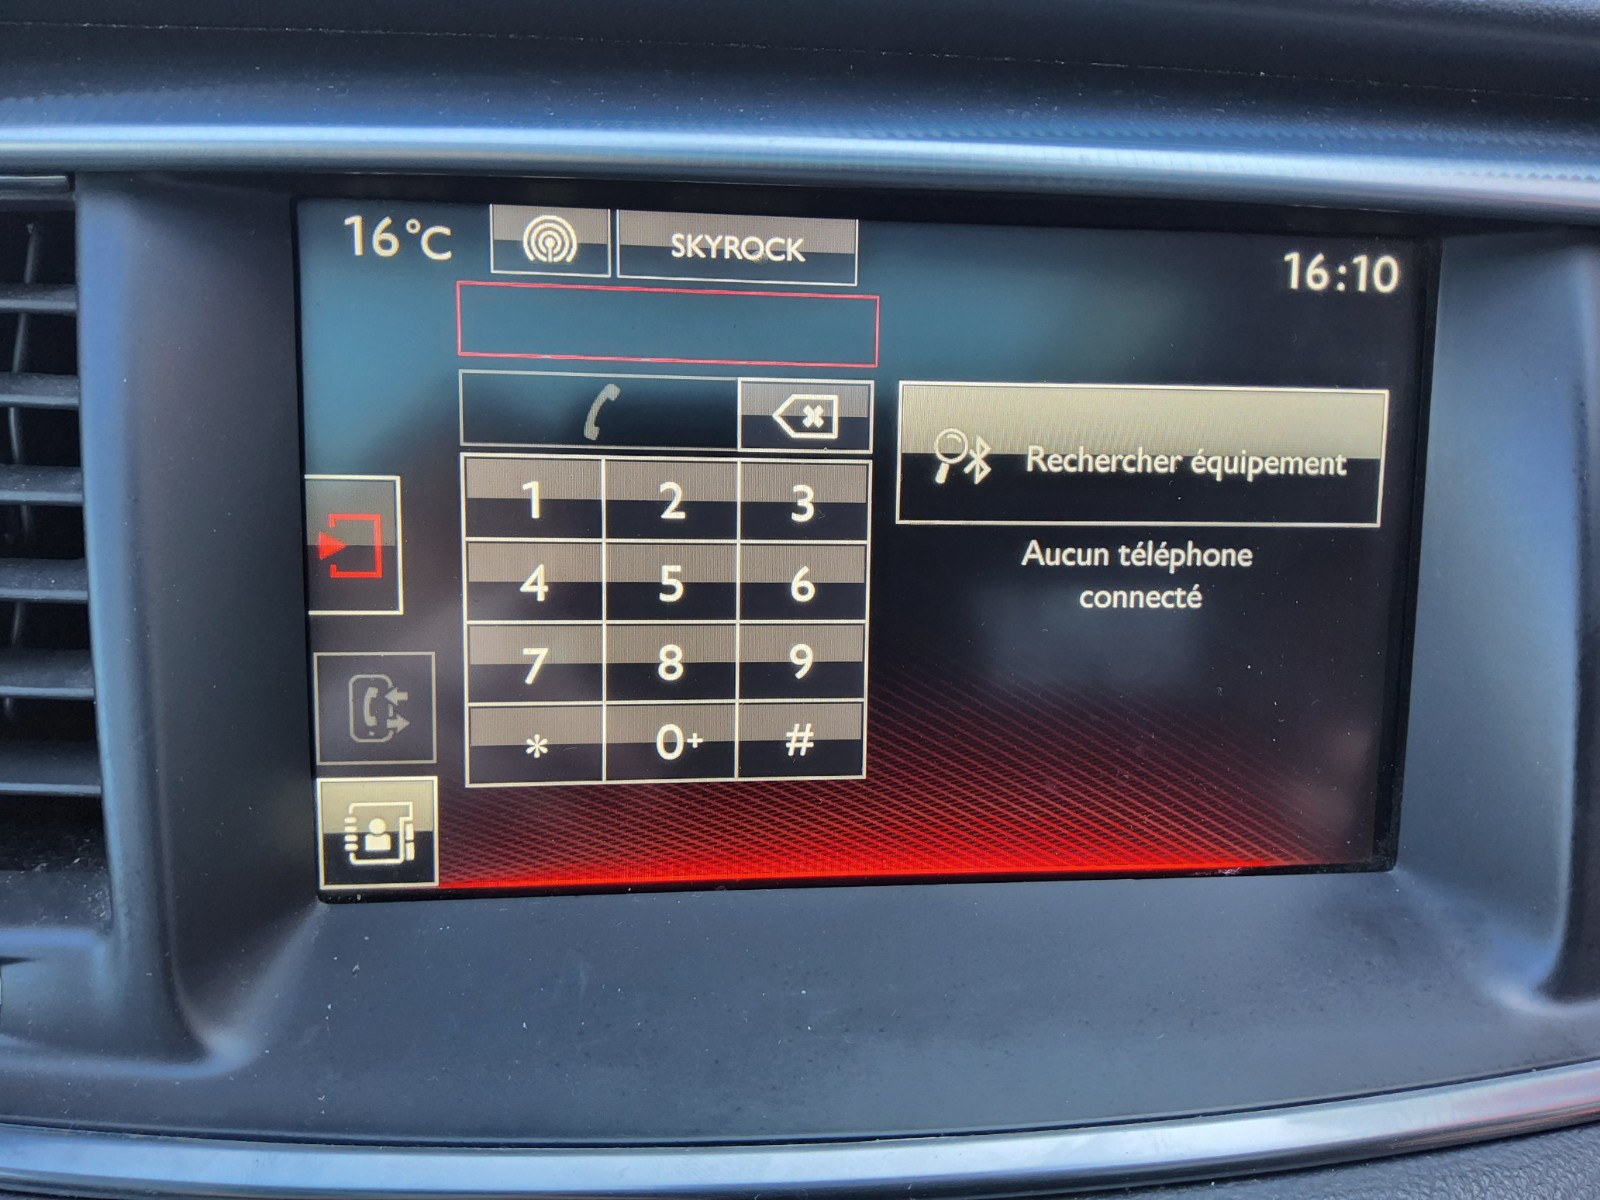 16°C
SKYROCK
16:10
Rechercher équipement
Aucun téléphone
connecté
1 2 3
4 5 6
7 8 9
* 0+ #